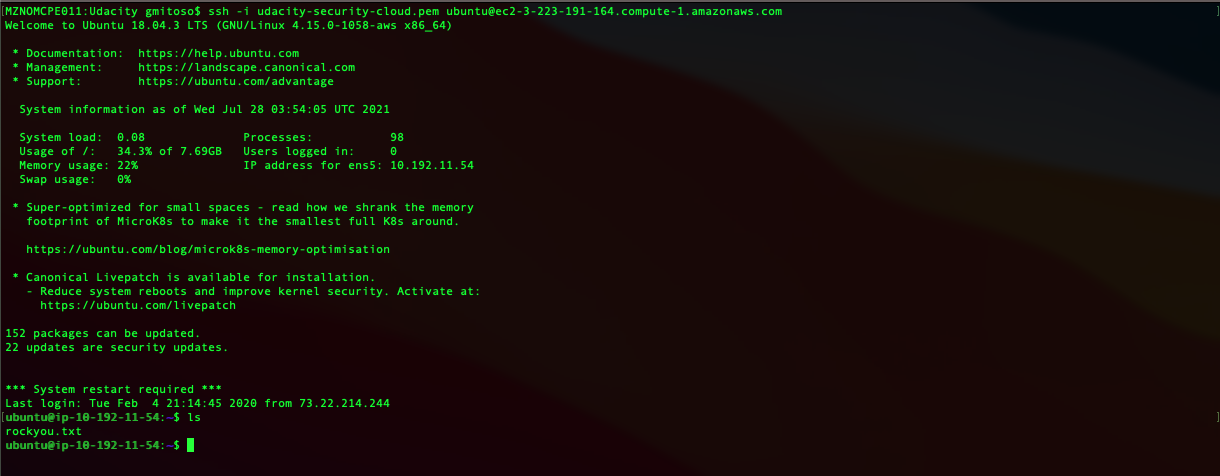 [MZNOMCPE011:Udacity gmitoso$ ssh -i udacity-security-cloud.pem ubuntu@ec2-3-223-191-164.compute-1.amazonaws.com ]
Welcome to Ubuntu 18.04.3 LTS (GNU/Linux 4.15.0-1058-aws x86_64)
* Documentation:  https://help.ubuntu.com
* Management:     https://landscape.canonical.com
* Support:        https://ubuntu.com/advantage
System information as of Wed Jul 28 03:54:05 UTC 2021
System load:  0.08              Processes:           98
Usage of /:   34.3% of 7.69GB   Users logged in:     0
Memory usage: 22%               IP address for ens5: 10.192.11.54
Swap usage:   0%
* Super-optimized for small spaces - read how we shrank the memory
footprint of MicroK8s to make it the smallest full K8s around.
https://ubuntu.com/blog/microk8s-memory-optimisation
* Canonical Livepatch is available for installation.
- Reduce system reboots and improve kernel security. Activate at:
https://ubuntu.com/livepatch
152 packages can be updated.
22 updates are security updates.
*** System restart required ***
Last login: Tue Feb  4 21:14:45 2020 from 73.22.214.244
[ubuntu@ip-10-192-11-54:~$ ls ]
rockyou.txt
ubuntu@ip-10-192-11-54:~$